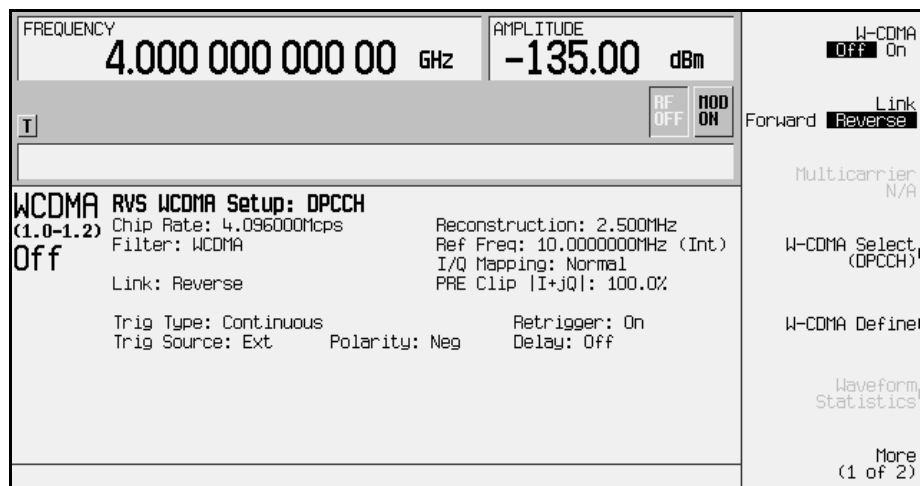 FREQUENCY
4.000 000 000 00 GHz
AMPLITUDE
-135.00 dBm
T
RF OFF
MOD ON
WCDMA
(1.0-1.2)
Off
RVS WCDMA Setup: DPCCH
Chip Rate: 4.096000Mcps
Filter: WCDMA
Link: Reverse
Reconstruction: 2.500MHz
Ref Freq: 10.0000000MHz (Int)
I/Q Mapping: Normal
PRE Clip |I+jQ|: 100.0%
Trig Type: Continuous Retrigger: On
Trig Source: Ext Polarity: Neg Delay: Off
W-CDMA
Off On
Link
Forward Reverse
Multicarrier
N/A
W-CDMA Select
(DPCCH)
W-CDMA Define
Waveform
Statistics
More
(1 of 2)